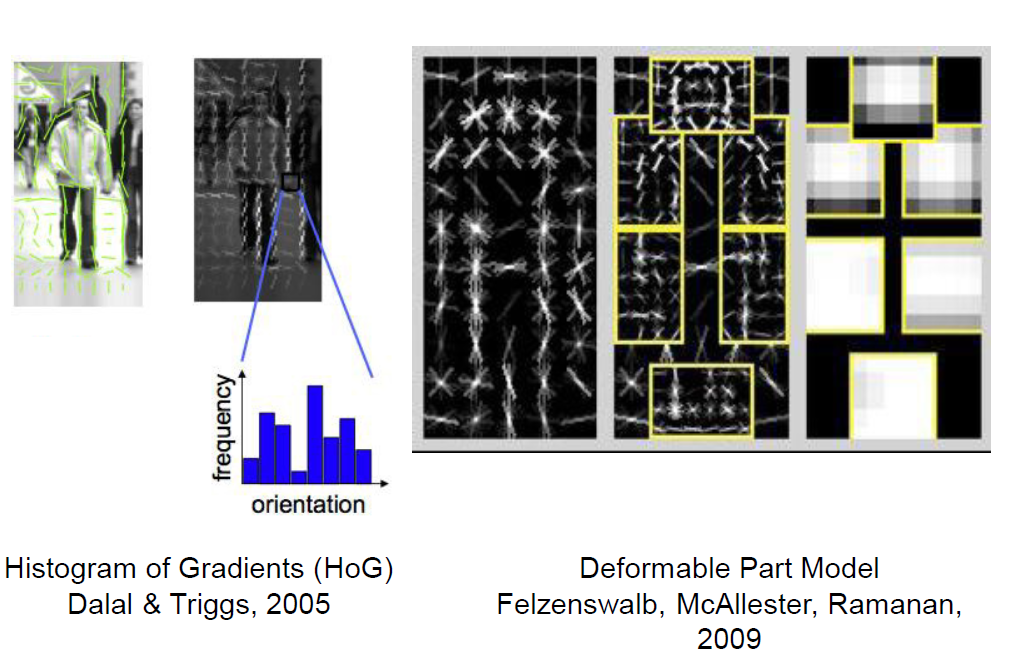 frequency
orientation
Histogram of Gradients (HoG)
Dalal & Triggs, 2005
Deformable Part Model
Felzenswalb, McAllester, Ramanan,
2009